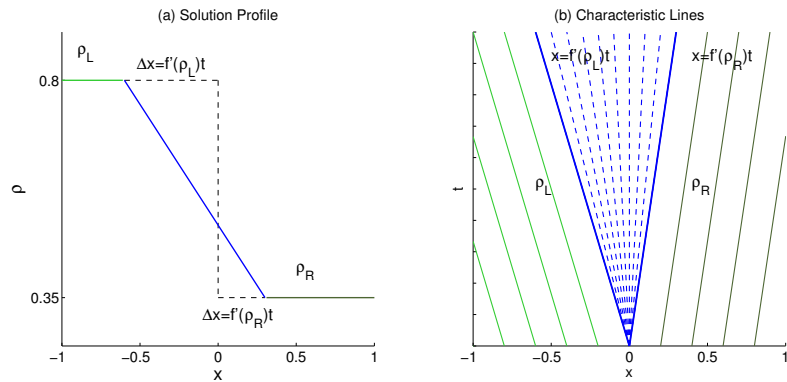 (a) Solution Profile
ρ_L
Δx=f'(ρ_L)t
0.8
ρ
ρ_R
0.35
Δx=f'(ρ_R)t
−1
−0.5
0
0.5
1
x
(b) Characteristic Lines
x=f'(ρ_L)t
x=f'(ρ_R)t
t
ρ_L
ρ_R
−1
−0.5
0
0.5
1
x